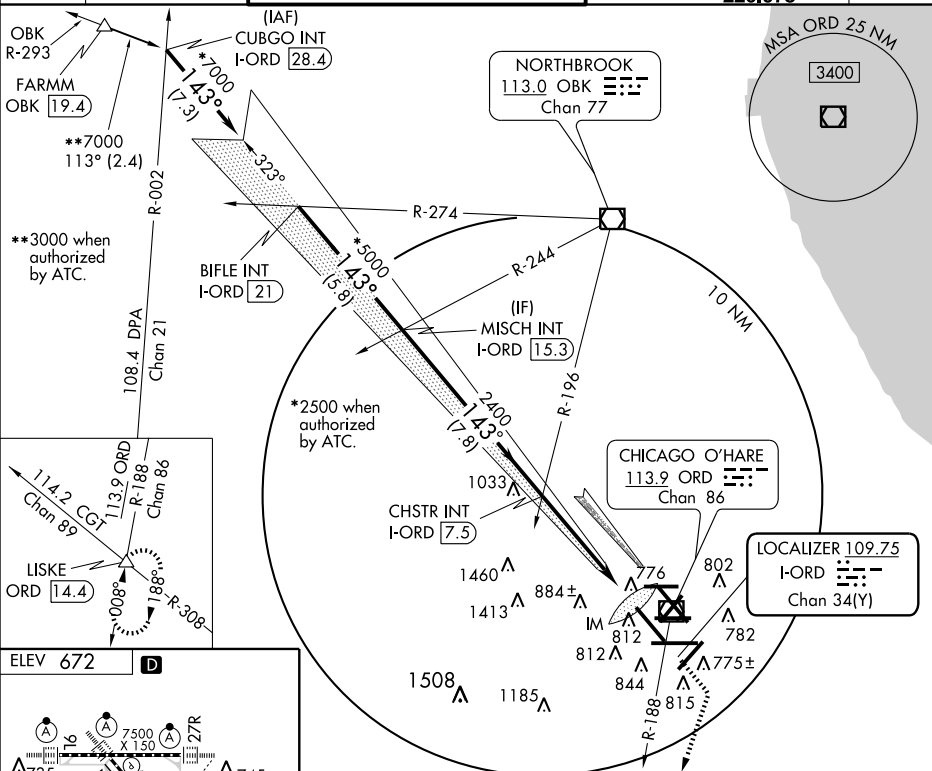 (IAF)
CUBGO INT
I-ORD 28.4
OBK
R-293
FARMM
OBK 19.4
*7000
143°
(7.3)
**7000
113° (2.4)
R-002
**3000 when
authorized
by ATC.
108.4 DPA
Chan 21
323°
NORTHBROOK
113.0 OBK
Chan 77
MSA ORD 25 NM
3400
R-274
R-244
R-196
BIFLE INT
I-ORD 21
*5000
143°
(5.8)
(IF)
MISCH INT
I-ORD 15.3
10 NM
*2500 when
authorized
by ATC.
2400
143°
(7.8)
1033
CHSTR INT
I-ORD 7.5
CHICAGO O'HARE
113.9 ORD
Chan 86
LOCALIZER 109.75
I-ORD
Chan 34(Y)
114.2 CGT
Chan 89
113.9 ORD
R-188
Chan 86
LISKE
ORD 14.4
008°
188°
R-308
1460
1413
884±
776
802
IM
812
782
812
844
775±
815
1508
1185
R-188
ELEV 672
D
A
A
A
16
7500
X 150
27R